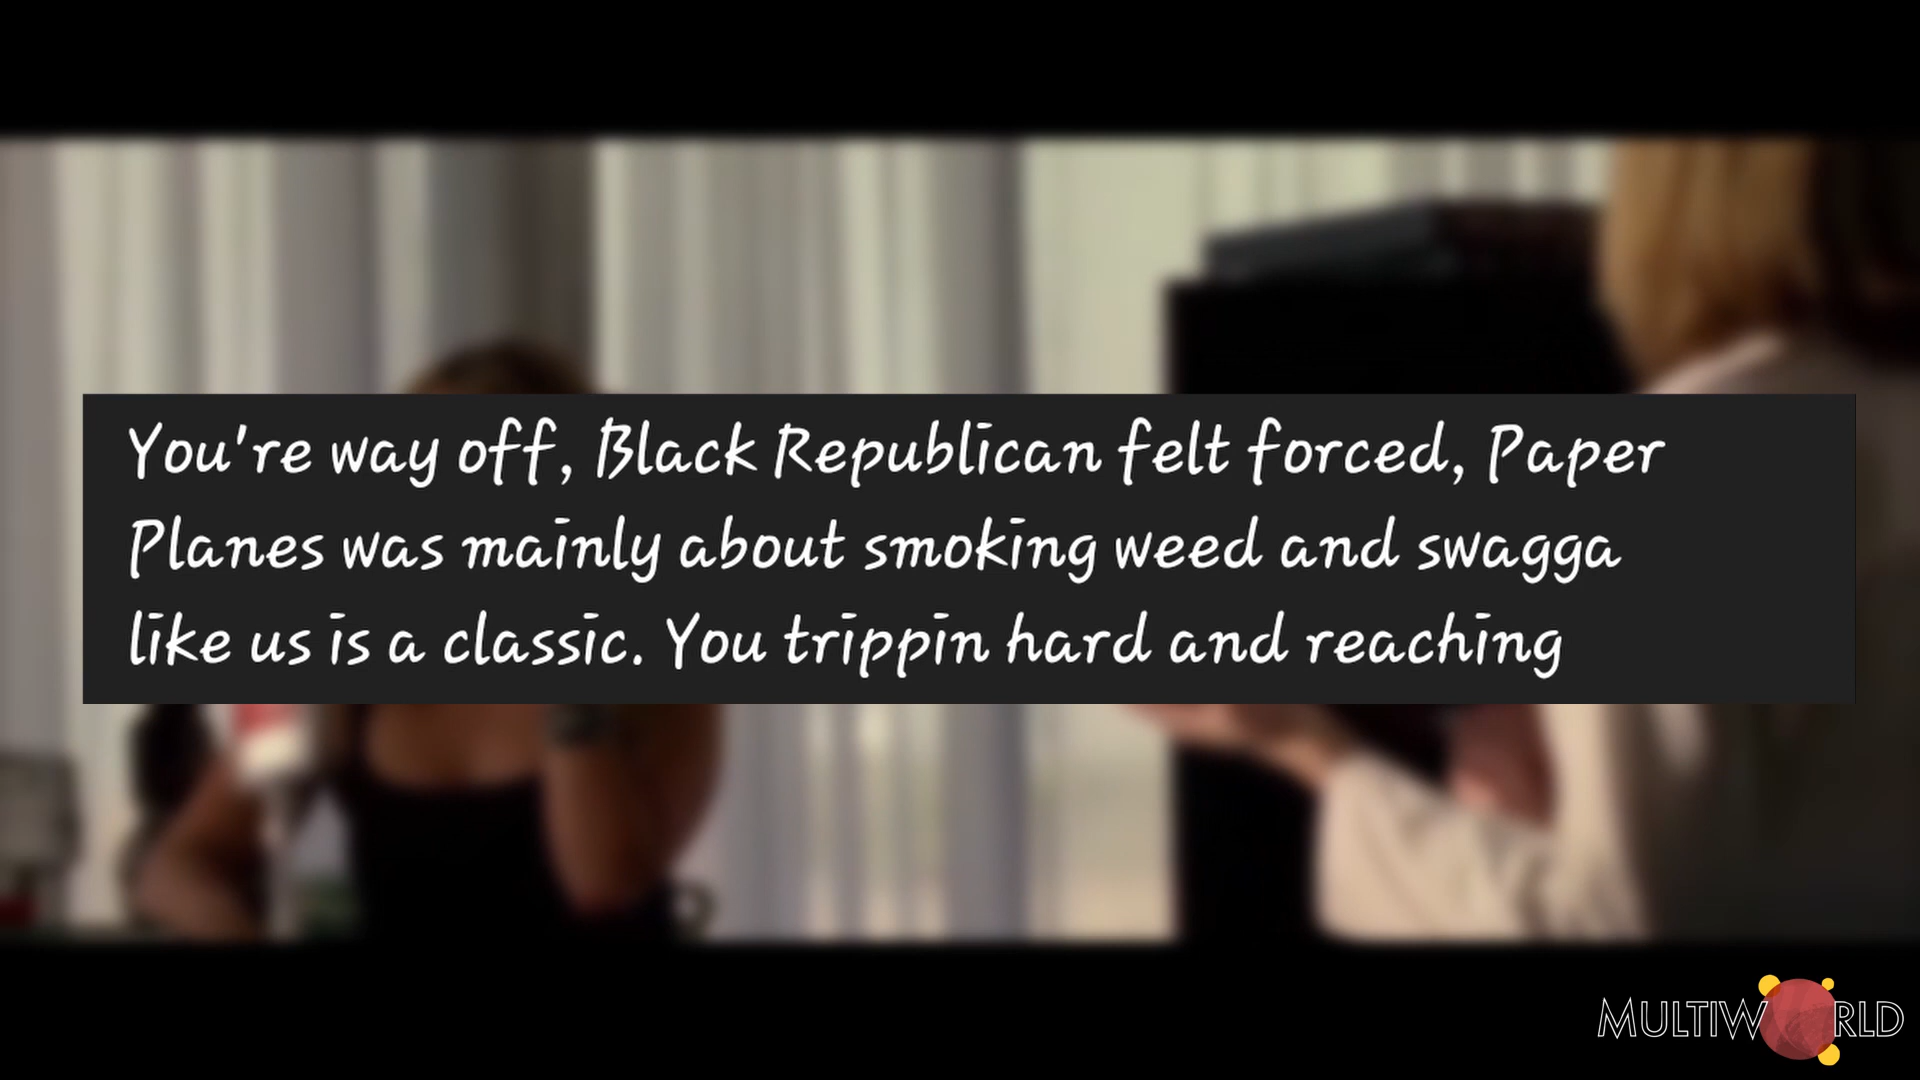 You're way off, Black Republican felt forced, Paper
Planes was mainly about smoking weed and swagga
like us is a classic. You trippin hard and reaching
MULTIWORLD